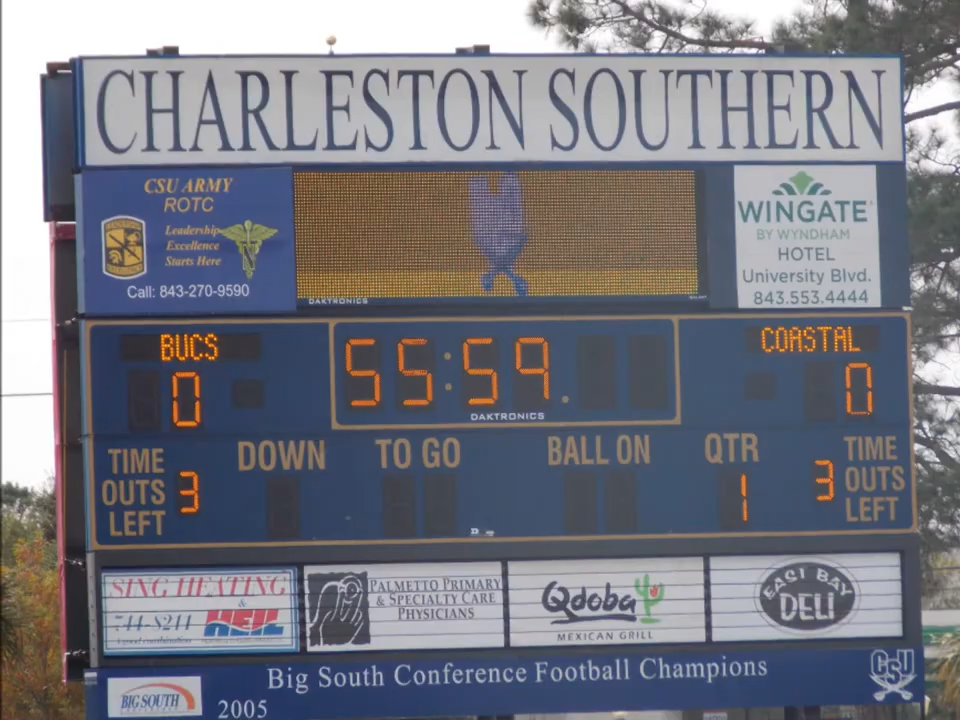 CHARLESTON SOUTHERN
CSU ARMY
ROTC
Leadership
Excellence
Starts Here
Call: 843-270-9590
DAKTRONICS
WINGATE
BY WYNDHAM
HOTEL
University Blvd.
843.553.4444
BUCS
0
55:59.
DAKTRONICS
COASTAL
0
TIME
OUTS
LEFT
3
DOWN
TO GO
BALL ON
QTR
1
3
TIME
OUTS
LEFT
SING HEATING
&
744-8244
HEIL
PALMETTO PRIMARY
& SPECIALTY CARE
PHYSICIANS
Qdoba
MEXICAN GRILL
EAST BAY
DELI
Big South Conference Football Champions
BIG SOUTH
2005
CSU